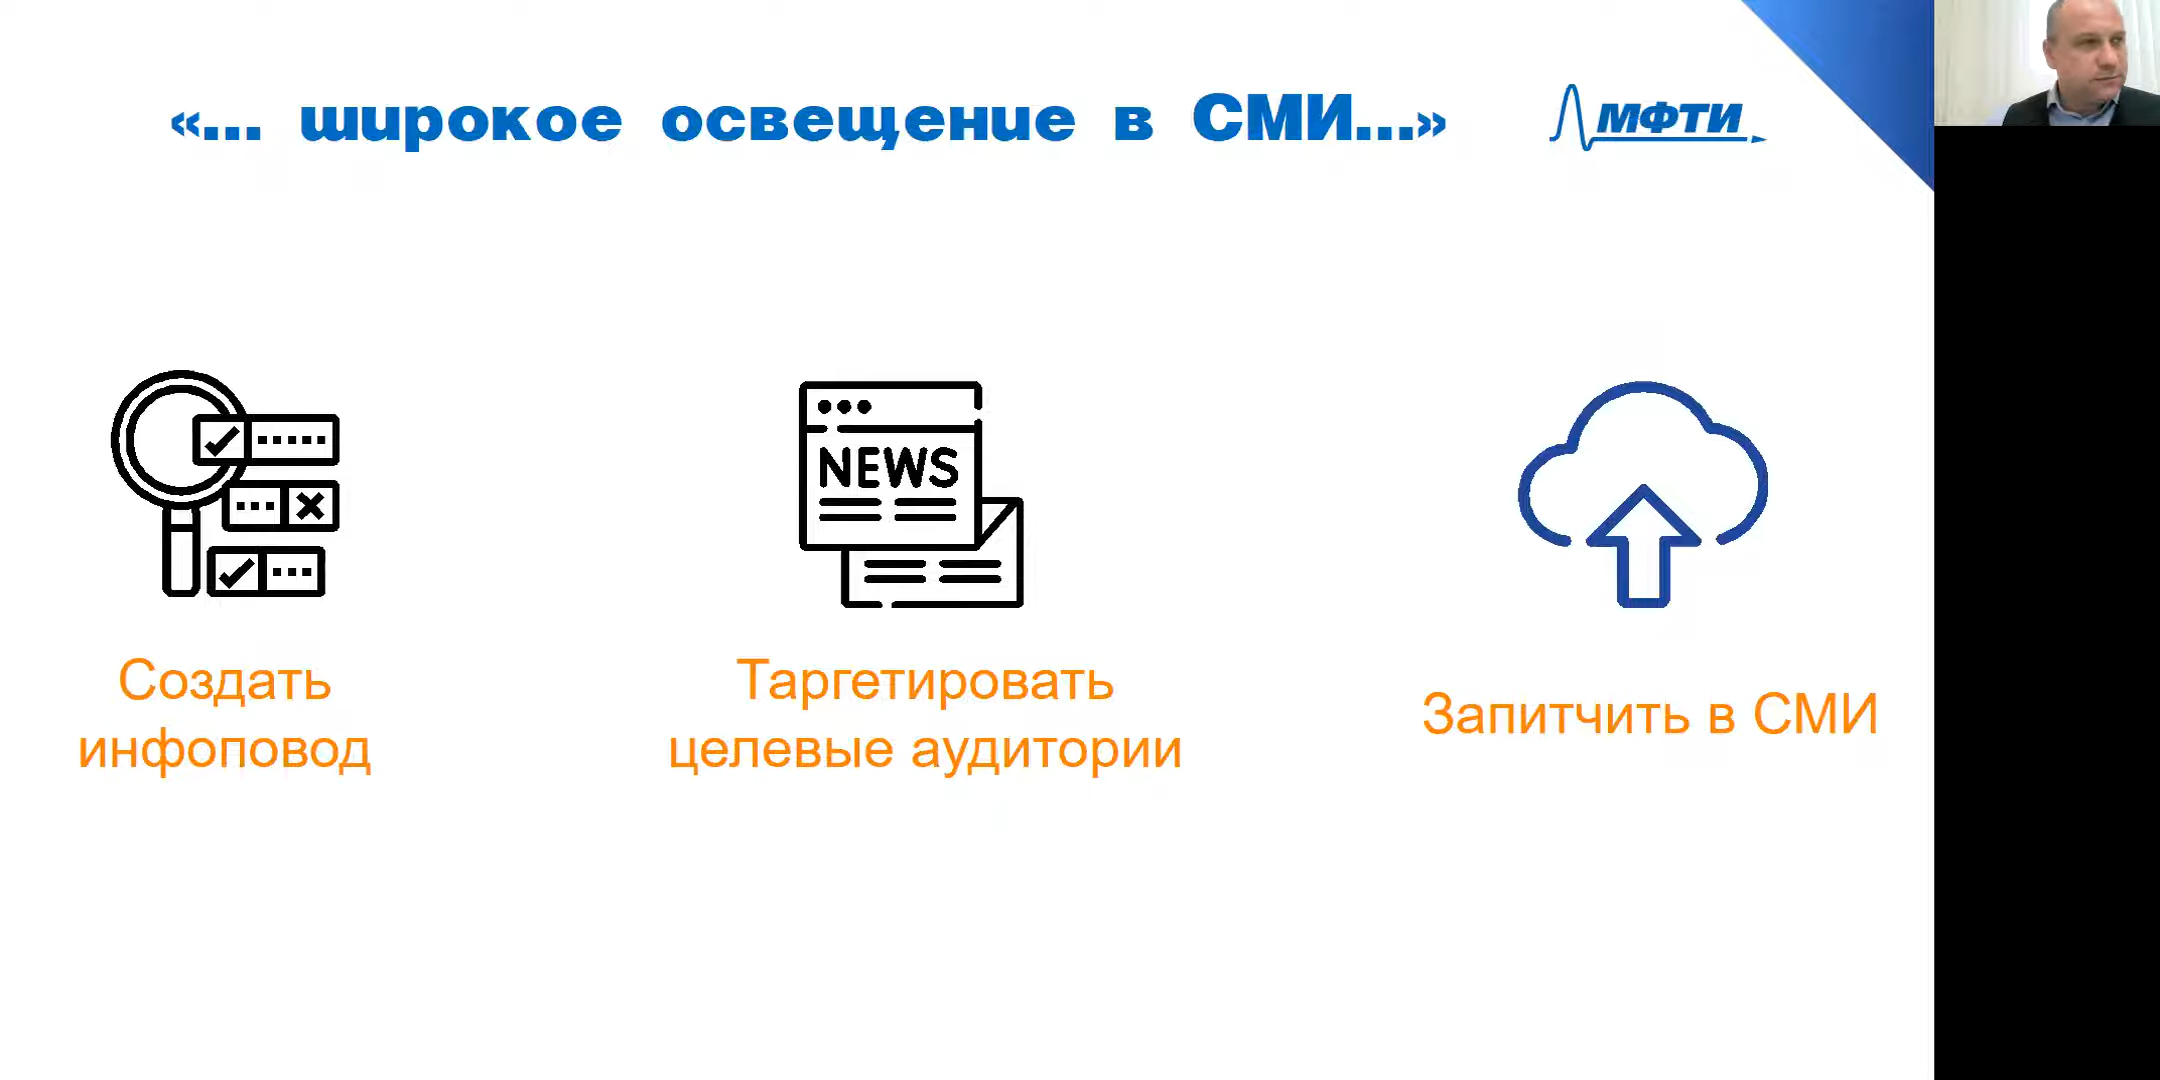 «... широкое освещение в СМИ...»
МФТИ
NEWS
Создать
инфоповод
Таргетировать
целевые аудитории
Запитчить в СМИ